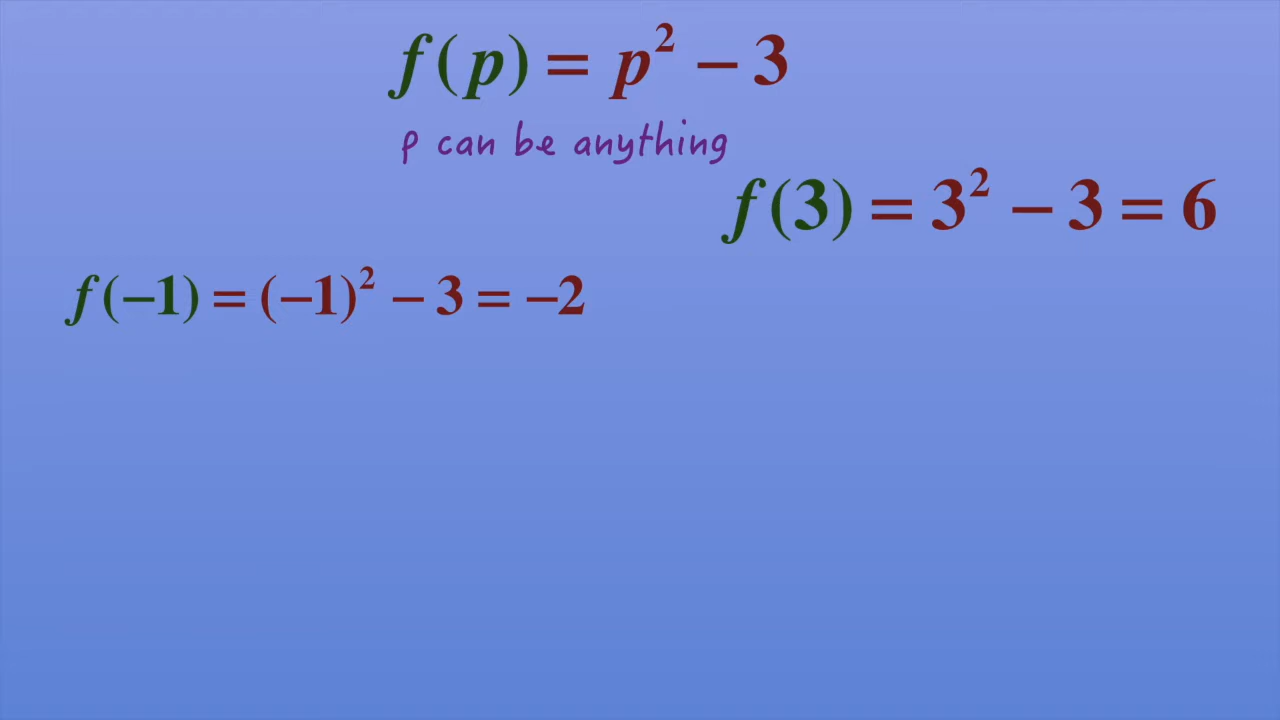 f(p) = p² − 3
p can be anything
f(3) = 3² − 3 = 6
f(−1) = (−1)² − 3 = −2